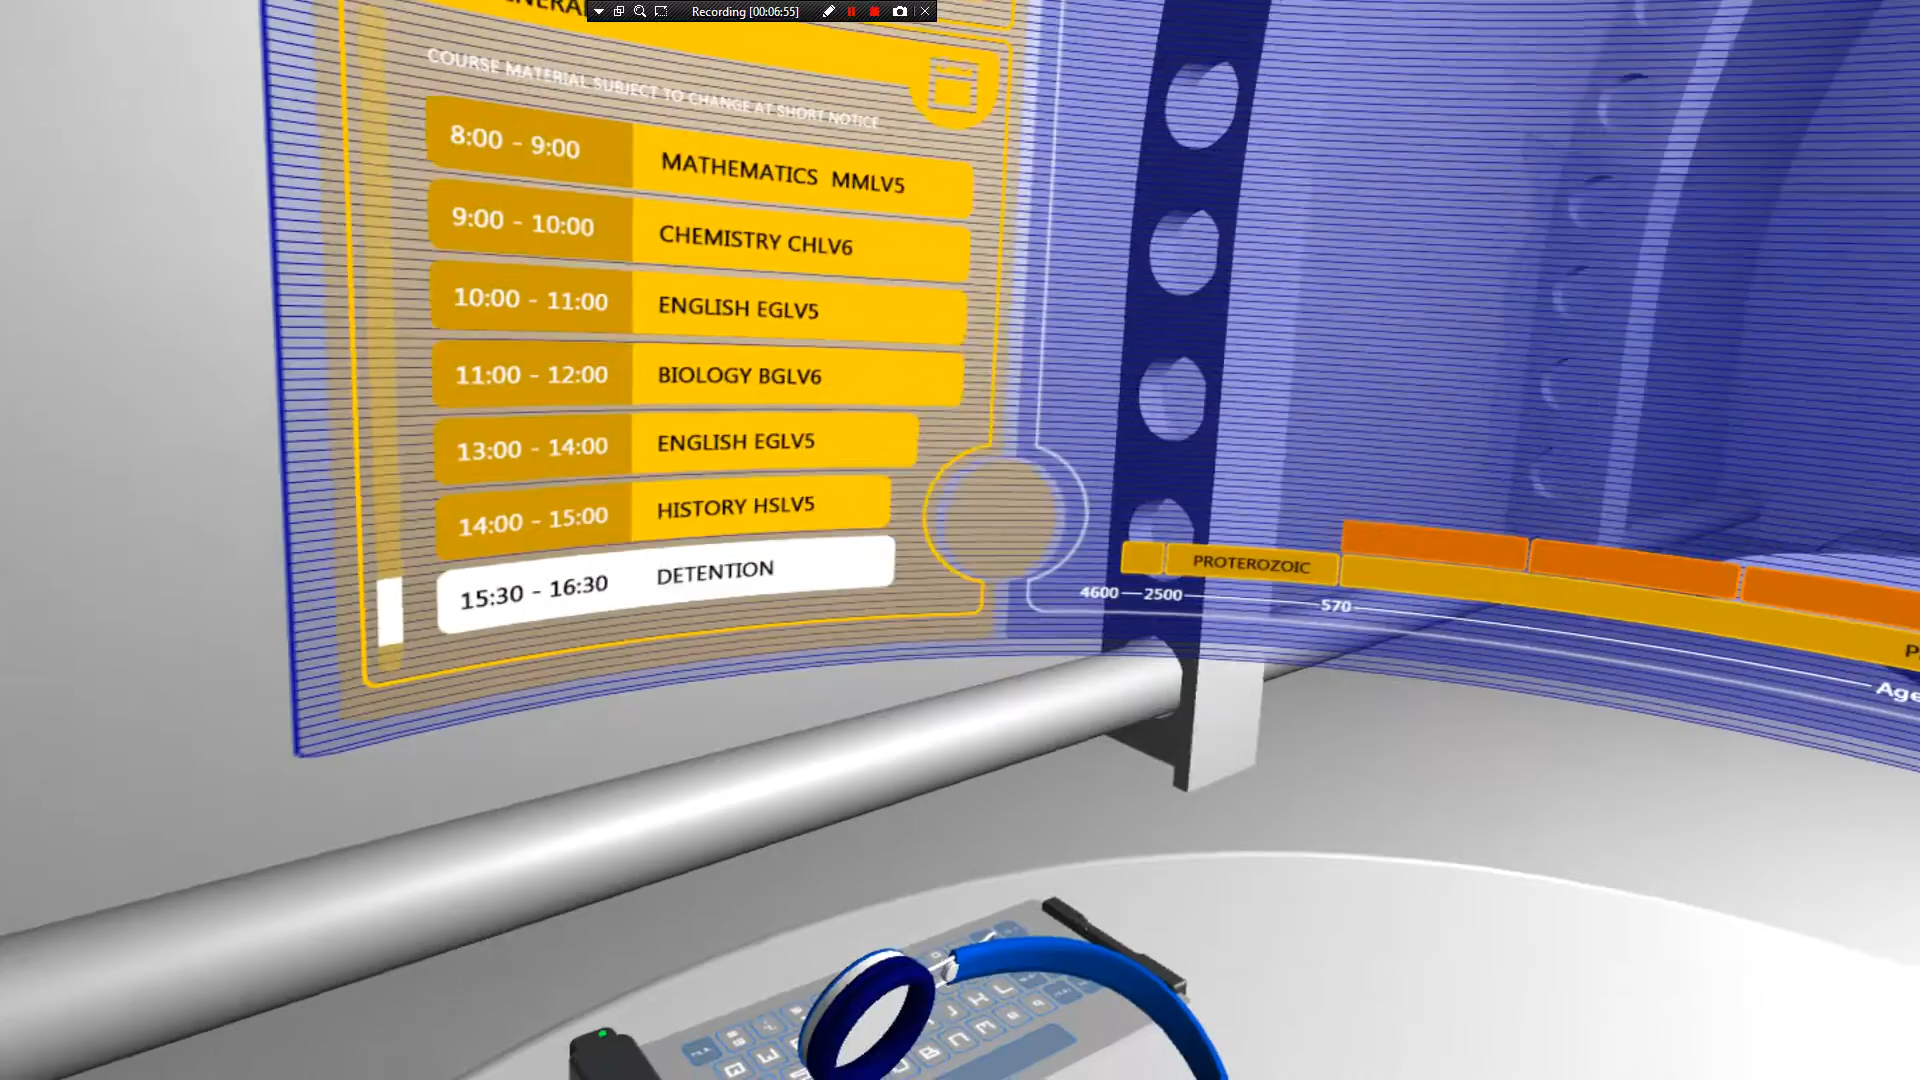 Recording [00:06:55]
COURSE MATERIAL SUBJECT TO CHANGE AT SHORT NOTICE
8:00 - 9:00 MATHEMATICS MMLV5
9:00 - 10:00 CHEMISTRY CHLV6
10:00 - 11:00 ENGLISH EGLV5
11:00 - 12:00 BIOLOGY BGLV6
13:00 - 14:00 ENGLISH EGLV5
14:00 - 15:00 HISTORY HSLV5
15:30 - 16:30 DETENTION
PROTEROZOIC
4600 2500 570